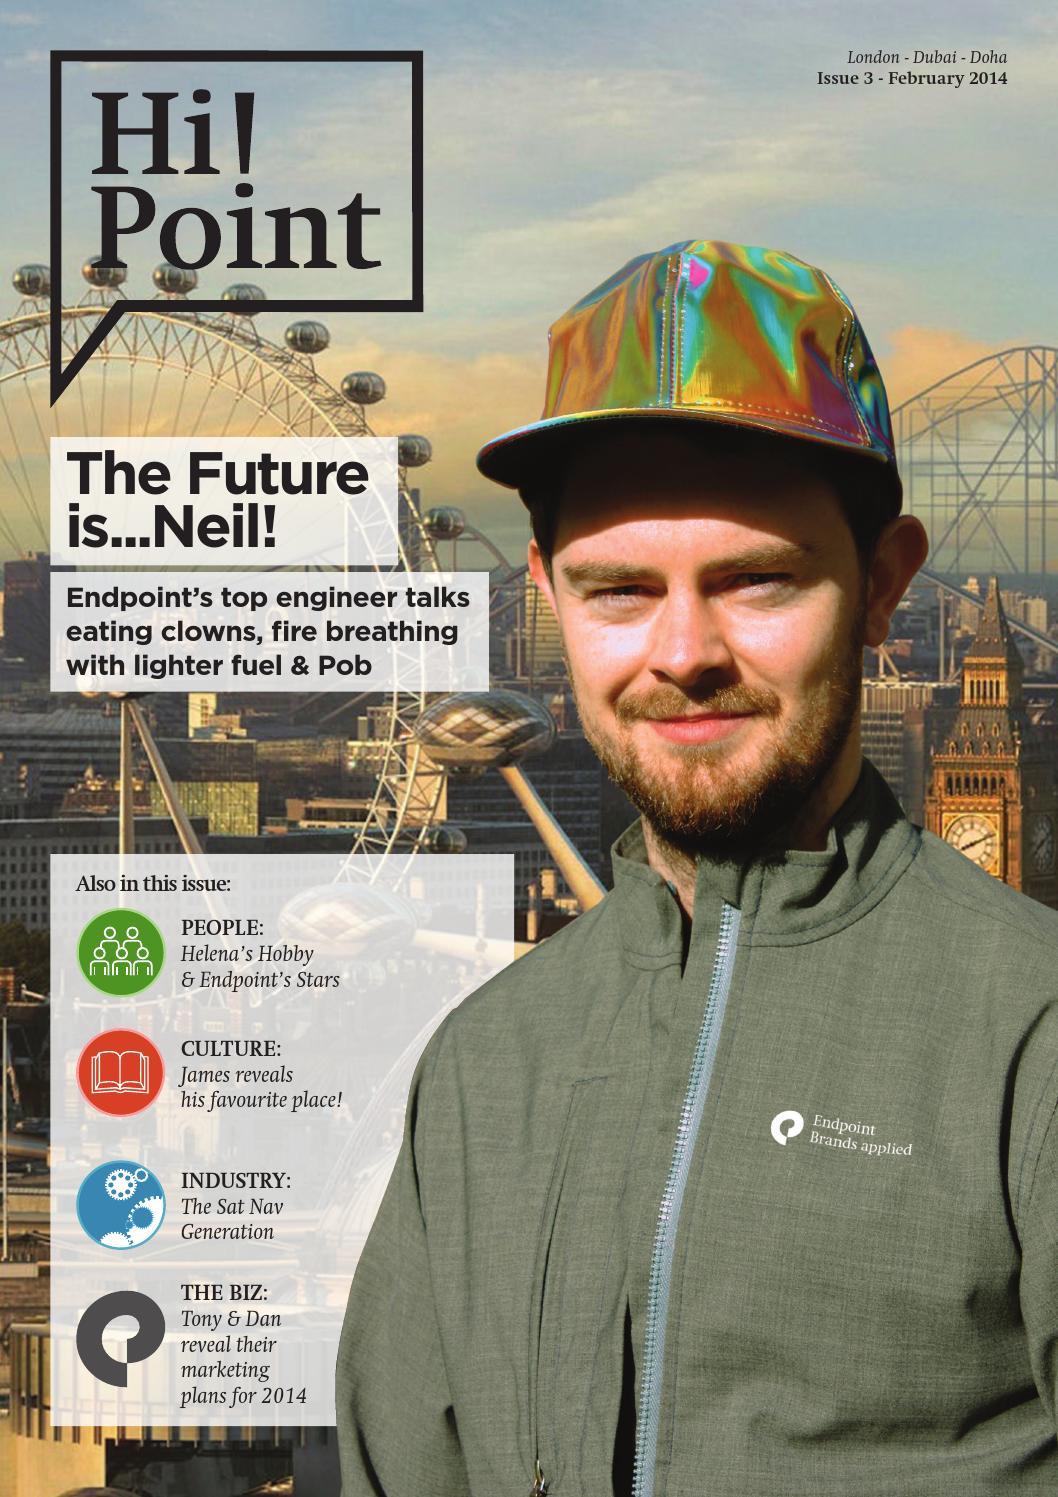 London - Dubai - Doha
Issue 3 - February 2014
Hi!
Point
The Future
is...Neil!
Endpoint's top engineer talks
eating clowns, fire breathing
with lighter fuel & Pob
Also in this issue:
PEOPLE:
Helena's Hobby
& Endpoint's Stars
CULTURE:
James reveals
his favourite place!
INDUSTRY:
The Sat Nav
Generation
THE BIZ:
Tony & Dan
reveal their
marketing
plans for 2014
Endpoint
Brands applied